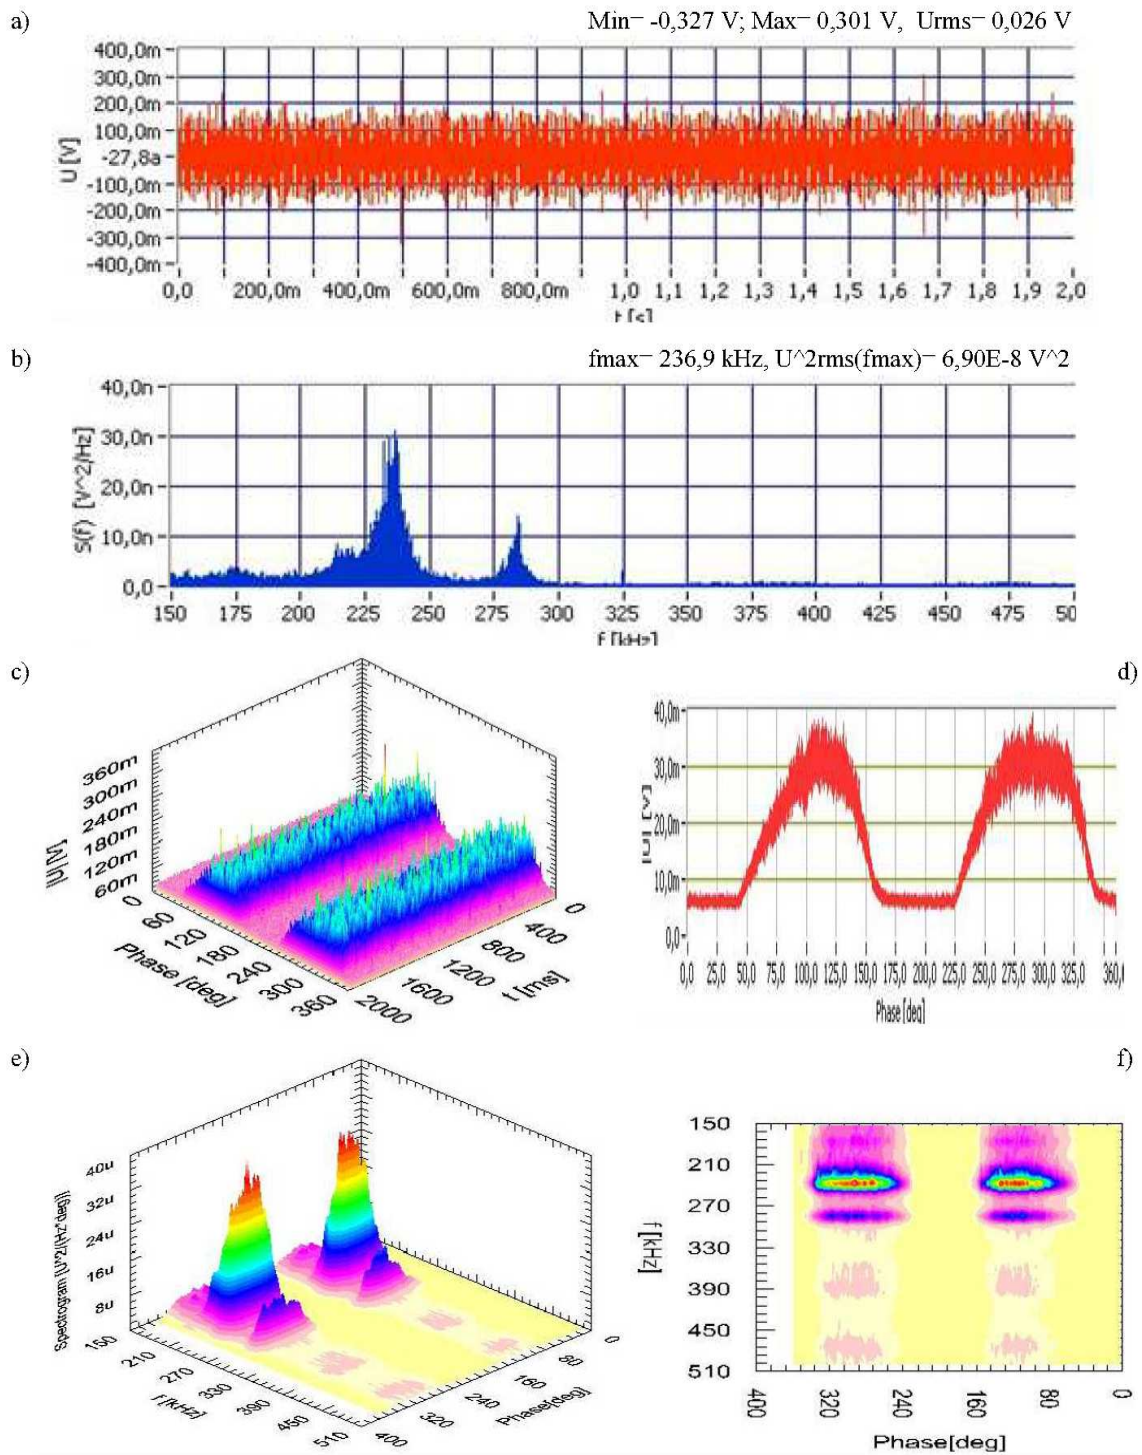 a)
Min= -0,327 V; Max= 0,301 V, Urms= 0,026 V
400,0m
300,0m
200,0m
100,0m
-27,8a
-100,0m
-200,0m
-300,0m
-400,0m
U [V]
0,0 200,0m 400,0m 600,0m 800,0m 1,0 1,1 1,2 1,3 1,4 1,5 1,6 1,7 1,8 1,9 2,0
t [s]
b)
fmax= 236,9 kHz, U^2rms(fmax)= 6,90E-8 V^2
40,0n
30,0n
20,0n
10,0n
0,0
S(f) [V^2/Hz]
150 175 200 225 250 275 300 325 350 375 400 425 450 475 50
f [kHz]
c)
360m
300m
240m
180m
120m
60m
|U| [V]
0 60 120 180 240 300 360
Phase [deg]
2000 1600 1200 800 400 0
t [ms]
d)
40,0m
30,0m
20,0m
10,0m
0,0
|U| [V]
0,0 25,0 50,0 75,0 100,0 125,0 150,0 175,0 200,0 225,0 250,0 275,0 300,0 325,0 360,
Phase [deg]
e)
40u
32u
24u
16u
8u
Spectrogram [U^2/(Hz*deg)]
150 210 270 330 390 450 510
f [kHz]
400 320 240 160 80 0
Phase[deg]
f)
150
210
270
330
390
450
510
f [kHz]
400 320 240 160 80 0
Phase[deg]